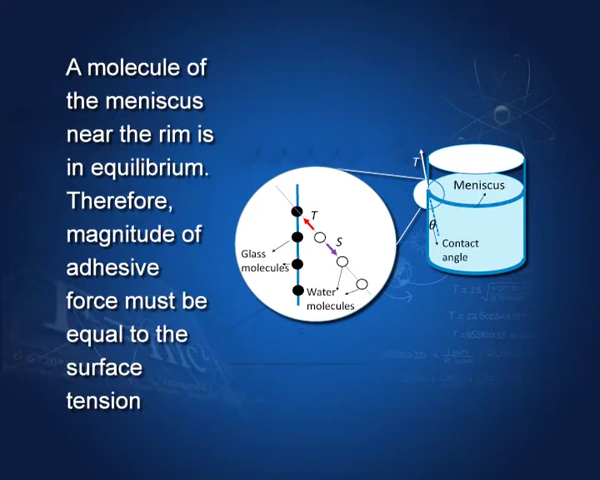 A molecule of
the meniscus
near the rim is
in equilibrium.
Therefore,
magnitude of
adhesive
force must be
equal to the
surface
tension
T
S
Glass
molecules
Water
molecules
T
Meniscus
θ
Contact
angle